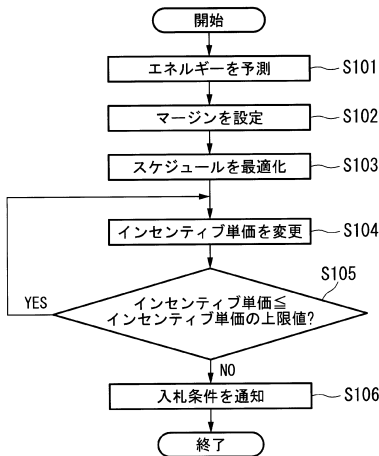 開始
エネルギーを予測
S101
マージンを設定
S102
スケジュールを最適化
S103
インセンティブ単価を変更
S104
S105
インセンティブ単価≦
インセンティブ単価の上限値?
YES
NO
入札条件を通知
S106
終了